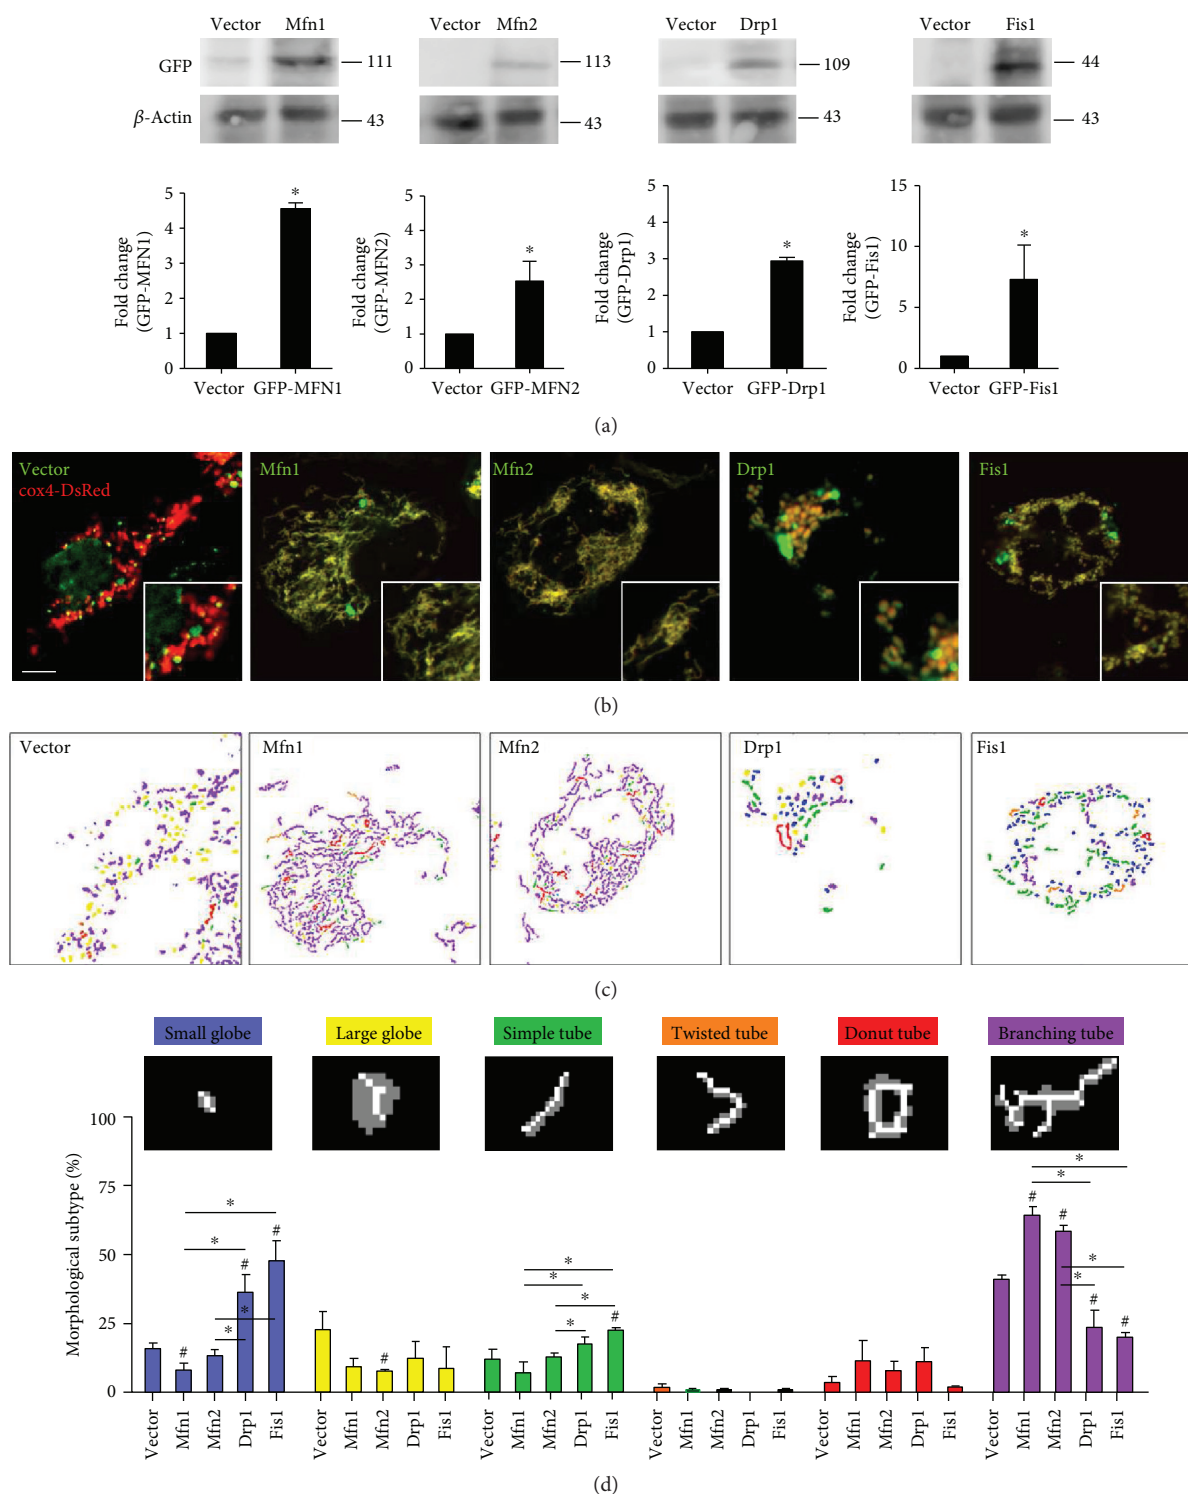 Vector Mfn1 Vector Mfn2 Vector Drp1 Vector Fis1
GFP 111 113 109 44
β-Actin 43 43 43 43
Fold change (GFP-MFN1)
5
4
3
2
1
0
Vector GFP-MFN1
Fold change (GFP-MFN2)
5
4
3
2
1
0
Vector GFP-MFN2
Fold change (GFP-Drp1)
5
4
3
2
1
0
Vector GFP-Drp1
Fold change (GFP-Fis1)
15
10
5
0
Vector GFP-Fis1
* * * *
(a)
Vector
cox4-DsRed
Mfn1
Mfn2
Drp1
Fis1
(b)
Vector
Mfn1
Mfn2
Drp1
Fis1
(c)
Small globe Large globe Simple tube Twisted tube Donut tube Branching tube
Morphological subtype (%)
100
75
50
25
0
# * * # # * *
#
* * * * #
# # * * * * # #
Vector Mfn1 Mfn2 Drp1 Fis1
Vector Mfn1 Mfn2 Drp1 Fis1
Vector Mfn1 Mfn2 Drp1 Fis1
Vector Mfn1 Mfn2 Drp1 Fis1
Vector Mfn1 Mfn2 Drp1 Fis1
Vector Mfn1 Mfn2 Drp1 Fis1
(d)